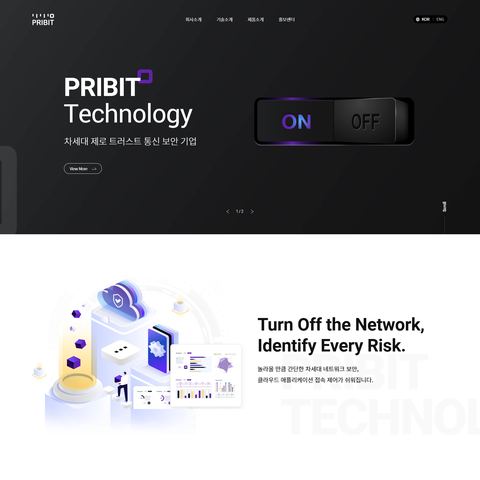 PRIBIT
회사소개 기술소개 제품소개 홍보센터
KOR ENG
PRIBIT
Technology
차세대 제로 트러스트 통신 보안 기업
View More
ON OFF
1 / 3
Scroll
Turn Off the Network,
Identify Every Risk.
놀라울 만큼 간단한 차세대 네트워크 보안,
클라우드 애플리케이션 접속 제어가 쉬워집니다.
BIT
TECHNOL